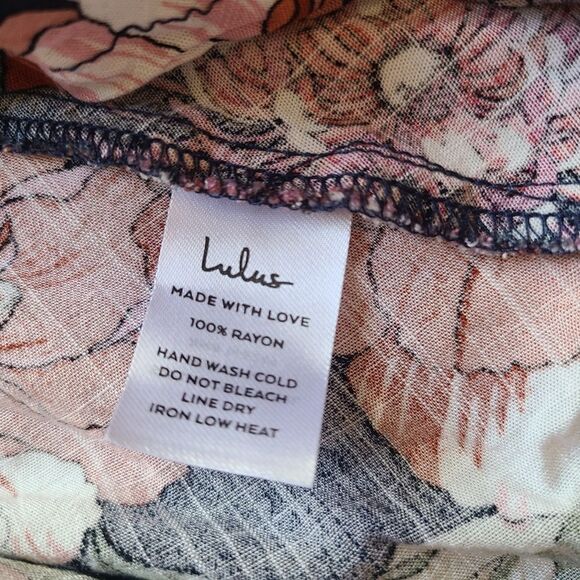 Lulus
MADE WITH LOVE
100% RAYON
HAND WASH COLD
DO NOT BLEACH
LINE DRY
IRON LOW HEAT